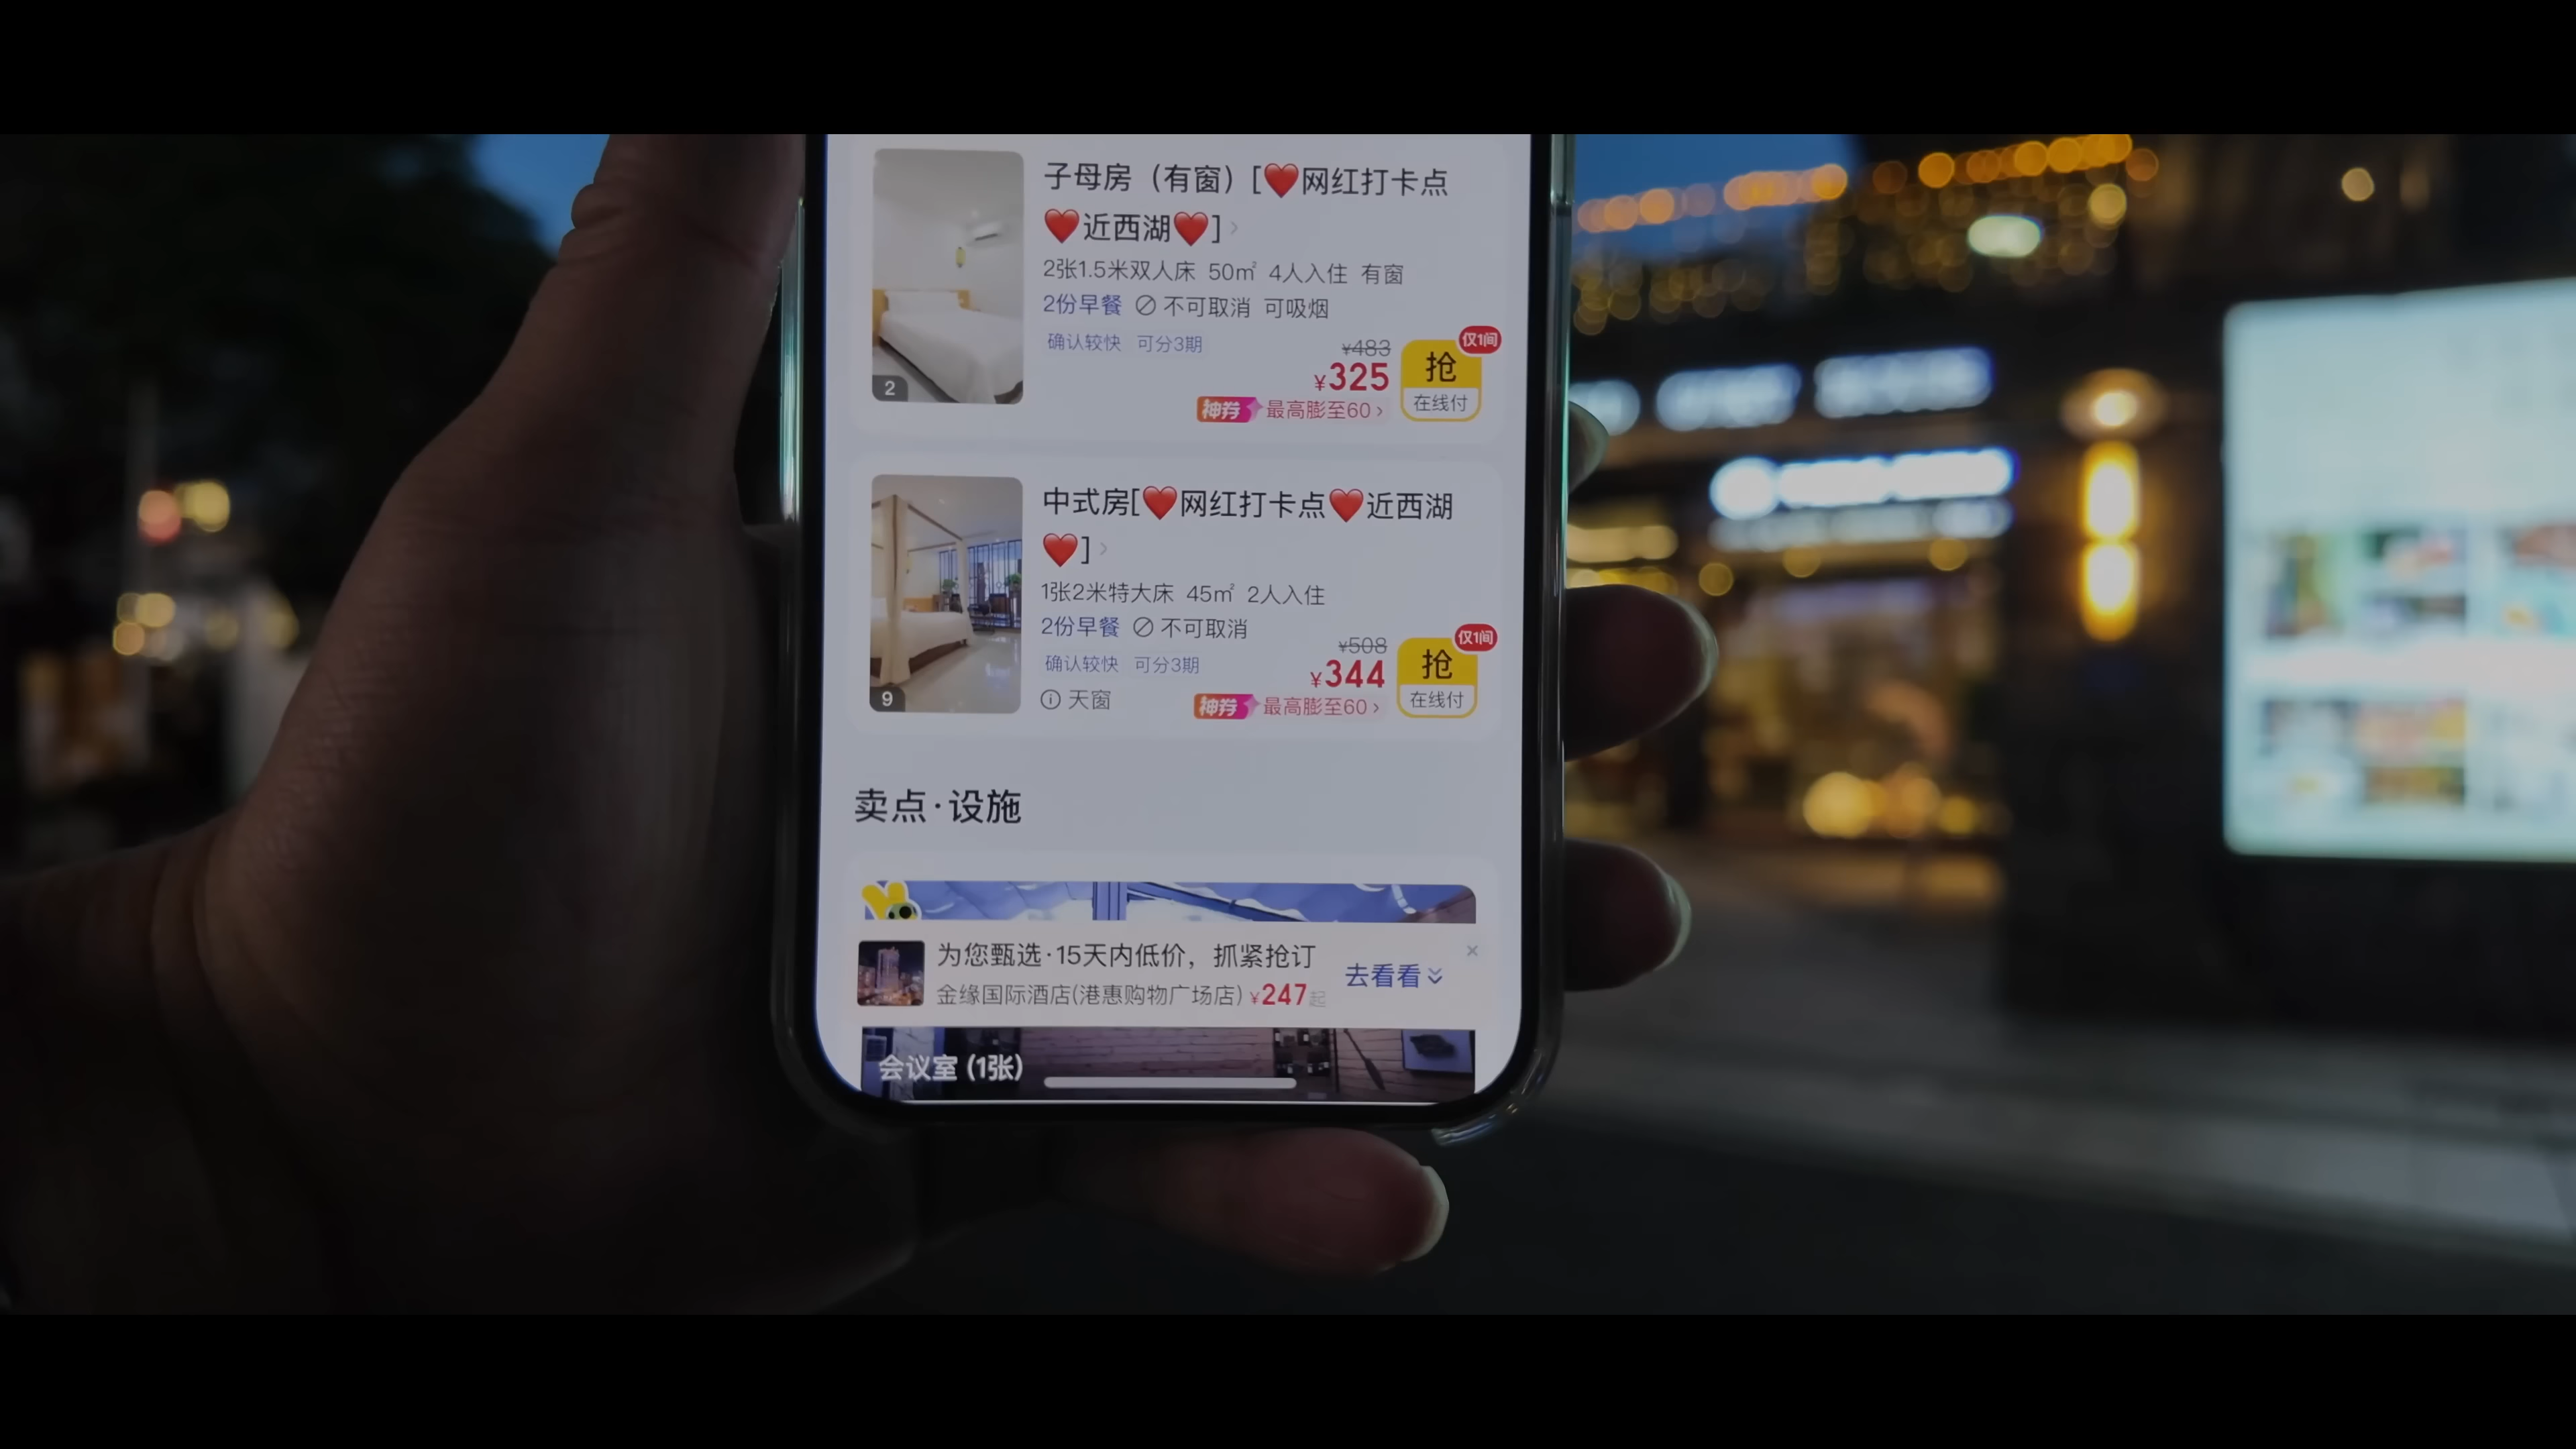 子母房（有窗）[❤️网红打卡点
❤️近西湖❤️] >
2张1.5米双人床 50㎡ 4人入住 有窗
2份早餐 不可取消 可吸烟
确认较快 可分3期
¥483
仅1间
¥325
抢
在线付
神券 最高膨至60 >
2
中式房[❤️网红打卡点❤️近西湖
❤️] >
1张2米特大床 45㎡ 2人入住
2份早餐 不可取消
确认较快 可分3期
¥508
仅1间
¥344
抢
在线付
天窗
神券 最高膨至60 >
9
卖点·设施
为您甄选·15天内低价，抓紧抢订
去看看
金缘国际酒店(港惠购物广场店) ¥247起
会议室 (1张)